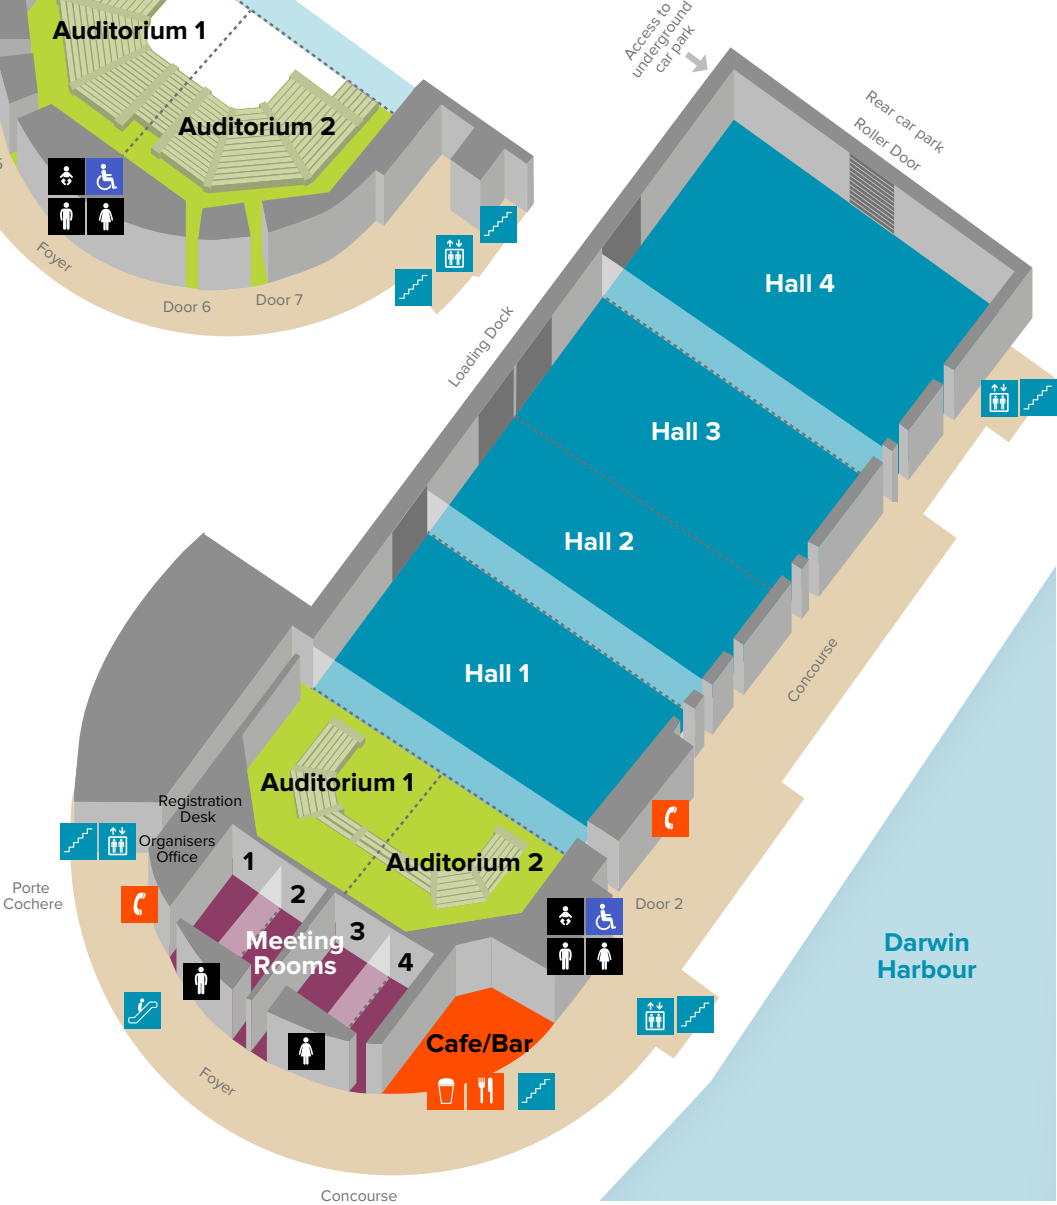 Auditorium 1
Auditorium 2
Foyer
Door 6
Door 7
Access to
underground
car park
Rear car park
Roller Door
Hall 4
Loading Dock
Hall 3
Hall 2
Hall 1
Concourse
Auditorium 1
Registration
Desk
Organisers
Office
Auditorium 2
1
2
3
4
Meeting
Rooms
Porte
Cochere
Door 2
Darwin
Harbour
Cafe/Bar
Foyer
Concourse